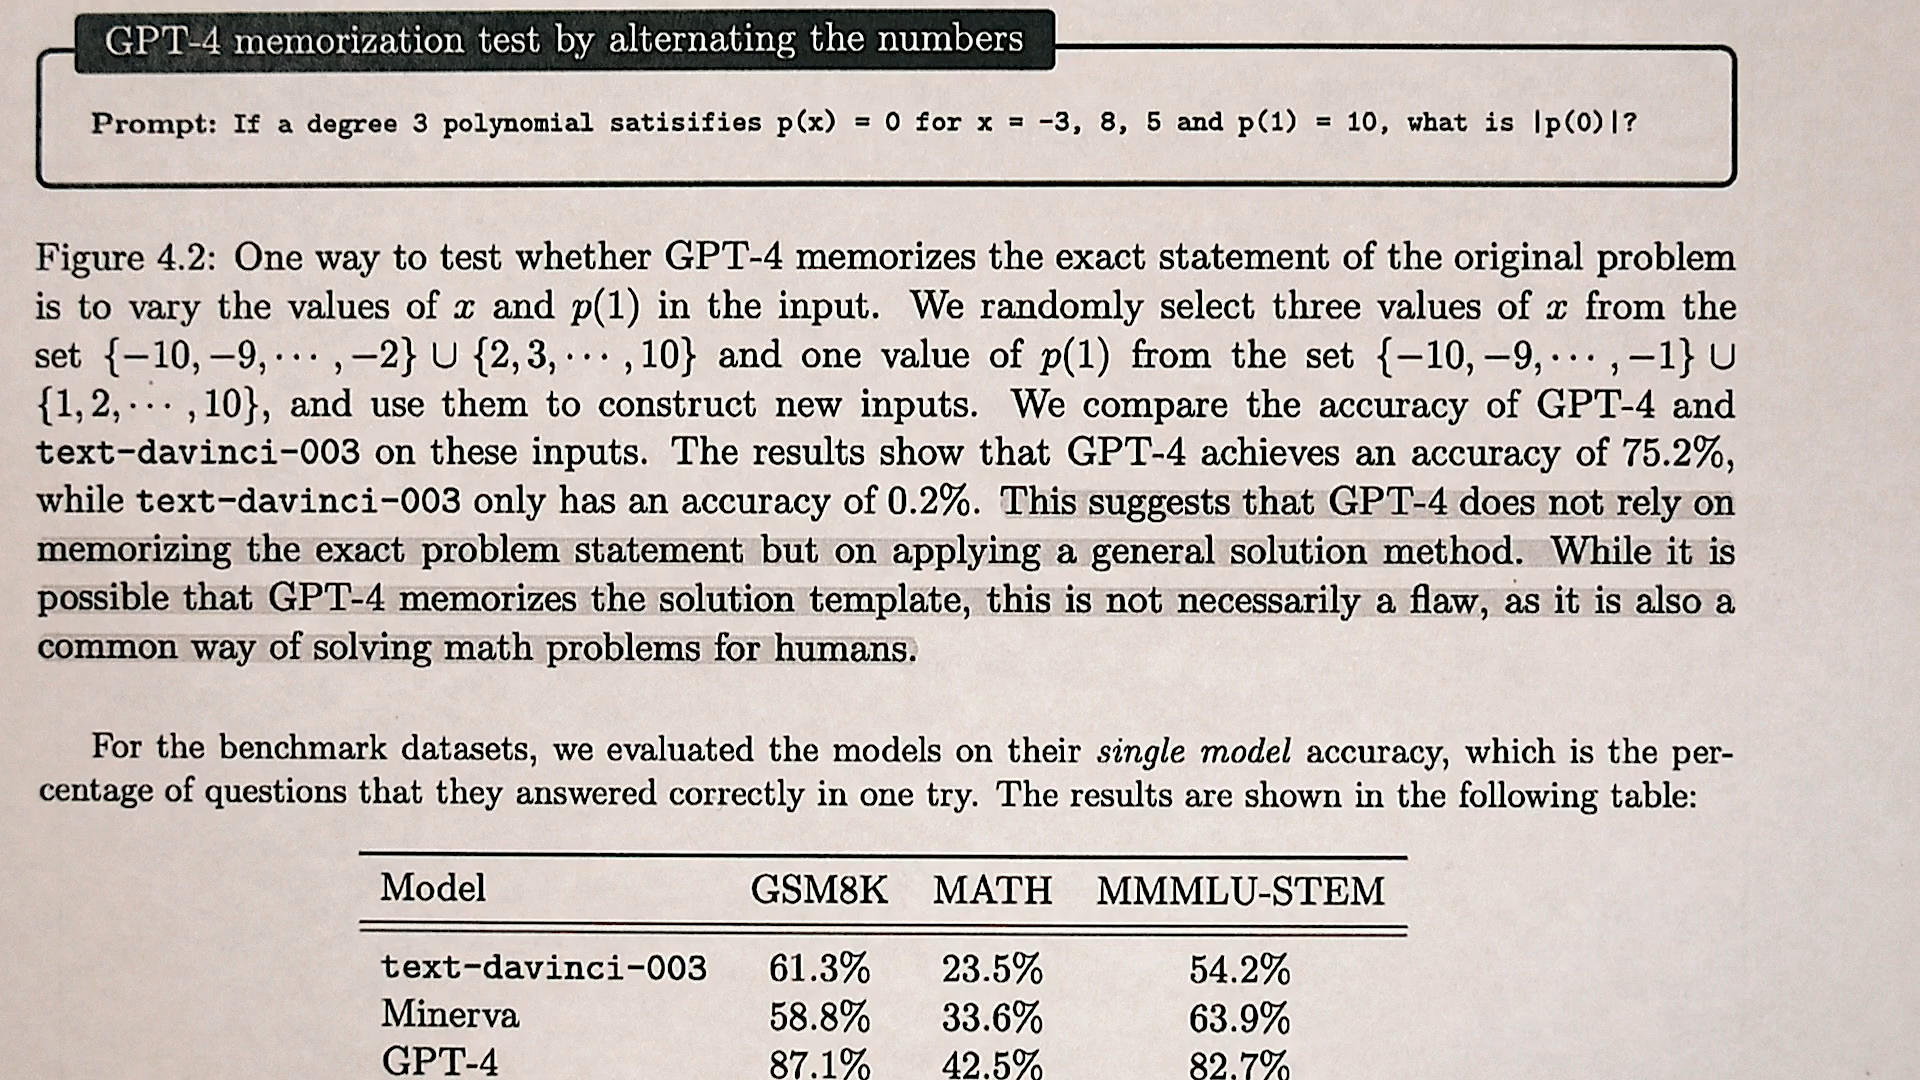 GPT-4 memorization test by alternating the numbers
Prompt: If a degree 3 polynomial satisifies p(x) = 0 for x = -3, 8, 5 and p(1) = 10, what is |p(0)|?
Figure 4.2: One way to test whether GPT-4 memorizes the exact statement of the original problem
is to vary the values of x and p(1) in the input. We randomly select three values of x from the
set {−10, −9, ⋯ , −2} ∪ {2, 3, ⋯ , 10} and one value of p(1) from the set {−10, −9, ⋯ , −1} ∪
{1, 2, ⋯ , 10}, and use them to construct new inputs. We compare the accuracy of GPT-4 and
text-davinci-003 on these inputs. The results show that GPT-4 achieves an accuracy of 75.2%,
while text-davinci-003 only has an accuracy of 0.2%. This suggests that GPT-4 does not rely on
memorizing the exact problem statement but on applying a general solution method. While it is
possible that GPT-4 memorizes the solution template, this is not necessarily a flaw, as it is also a
common way of solving math problems for humans.
For the benchmark datasets, we evaluated the models on their single model accuracy, which is the per-
centage of questions that they answered correctly in one try. The results are shown in the following table:
Model GSM8K MATH MMMLU-STEM
text-davinci-003 61.3% 23.5% 54.2%
Minerva 58.8% 33.6% 63.9%
GPT-4 87.1% 42.5% 82.7%